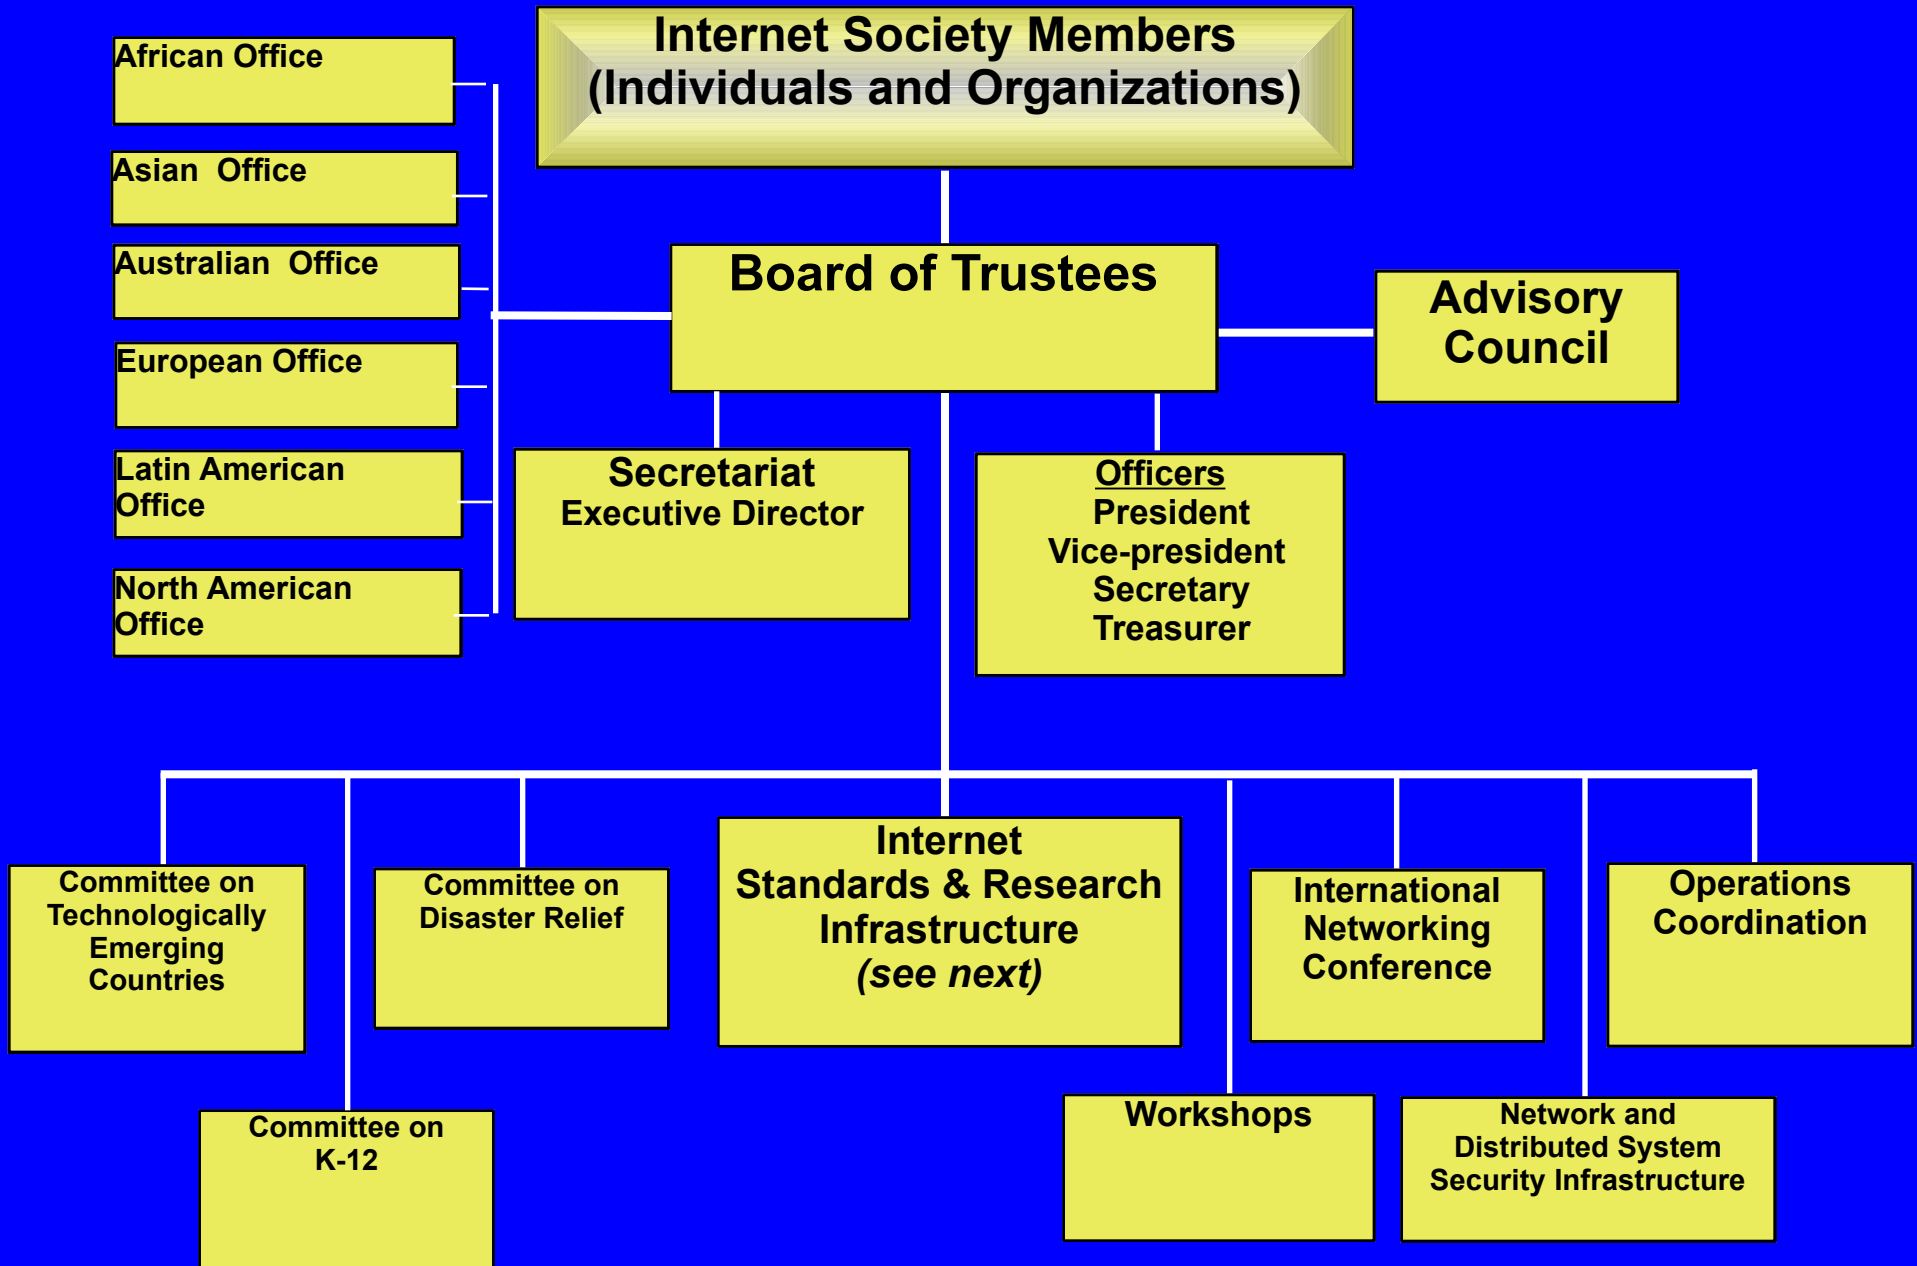 Internet Society Members
(Individuals and Organizations)
African Office
Asian Office
Australian Office
European Office
Latin American
Office
North American
Office
Board of Trustees
Advisory
Council
Secretariat
Executive Director
Officers
President
Vice-president
Secretary
Treasurer
Committee on
Technologically
Emerging
Countries
Committee on
K-12
Committee on
Disaster Relief
Internet
Standards & Research
Infrastructure
(see next)
Workshops
International
Networking
Conference
Network and
Distributed System
Security Infrastructure
Operations
Coordination